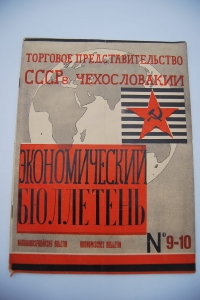 ТОРГОВОЕ ПРЕДСТАВИТЕЛЬСТВО
СССР в ЧЕХОСЛОВАКИИ
ЭКОНОМИЧЕСКИЙ
БЮЛЛЕТЕНЬ
№ 9-10